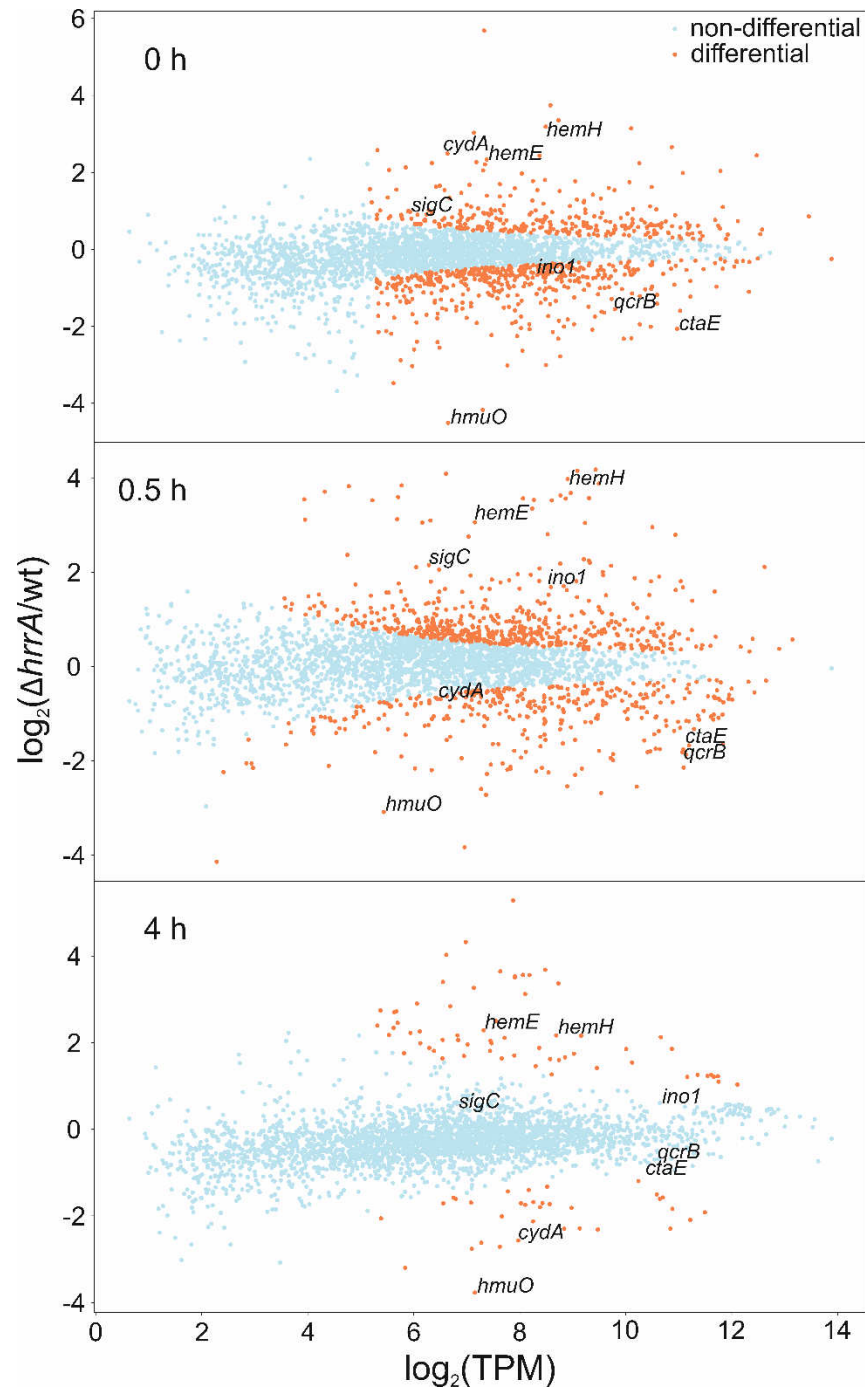 6
0 h
non-differential
differential
4
hemH
cydA
hemE
2
sigC
0
ino1
qcrB
-2
ctaE
-4
hmuO
4
0.5 h
hemH
hemE
sigC
2
ino1
log₂(ΔhrrA/wt)
0
cydA
ctaE
-2
qcrB
hmuO
-4
4 h
4
hemE
hemH
2
sigC
ino1
0
qcrB
ctaE
-2
cydA
hmuO
-4
0 2 4 6 8 10 12 14
log₂(TPM)